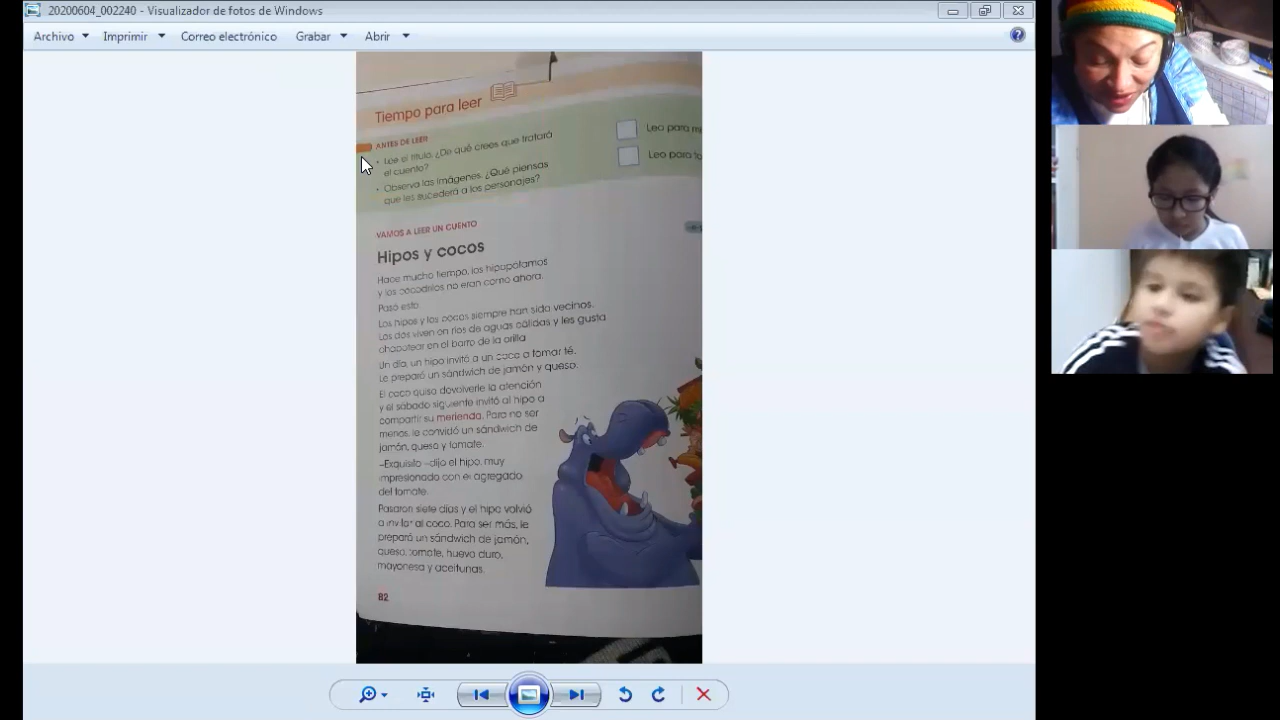 20200604_002240 - Visualizador de fotos de Windows
Archivo Imprimir Correo electrónico Grabar Abrir
Tiempo para leer
ANTES DE LEER
• Lee el título. ¿De qué crees que tratará
el cuento?
• Observa las imágenes. ¿Qué piensas
que les sucederá a los personajes?
Leo para
Leo para
VAMOS A LEER UN CUENTO
Hipos y cocos
Hace mucho tiempo, los hipopótamos
y los cocodrilos no eran como ahora.
Pasó esto.
Los hipos y los cocos siempre han sido vecinos.
Los dos viven en ríos de aguas cálidas y les gusta
chapotear en el barro de la orilla.
Un día, un hipo invitó a un coco a tomar té.
Le preparó un sándwich de jamón y queso.
El coco quiso devolverle la atención
y el sábado siguiente invitó al hipo a
compartir su merienda. Para no ser
menos, le convidó un sándwich de
jamón, queso y tomate.
–Exquisito –dijo el hipo, muy
impresionado con el agregado
del tomate.
Pasaron siete días y el hipo volvió
a invitar al coco. Para ser más, le
preparó un sándwich de jamón,
queso, tomate, huevo duro,
mayonesa y aceitunas.
82